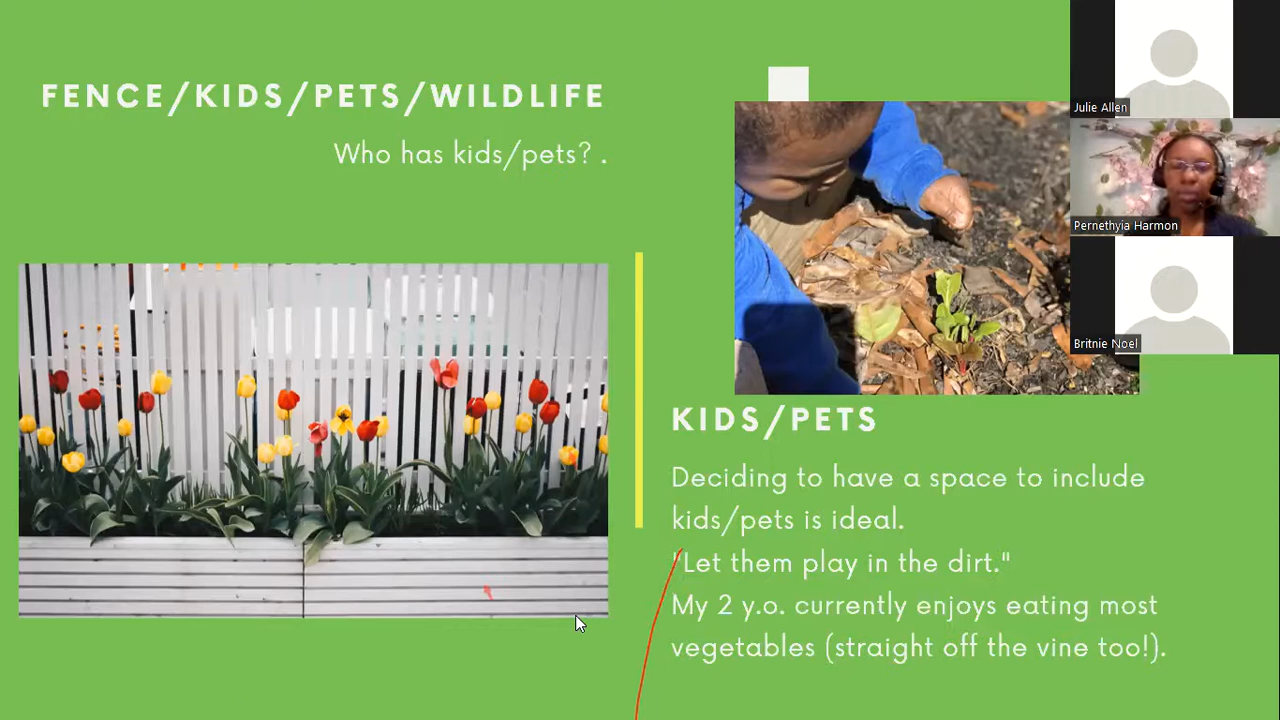 FENCE/KIDS/PETS/WILDLIFE
Who has kids/pets? .
KIDS/PETS
Deciding to have a space to include
kids/pets is ideal.
"Let them play in the dirt."
My 2 y.o. currently enjoys eating most
vegetables (straight off the vine too!).
Julie Allen
Pernethyia Harmon
Britnie Noel